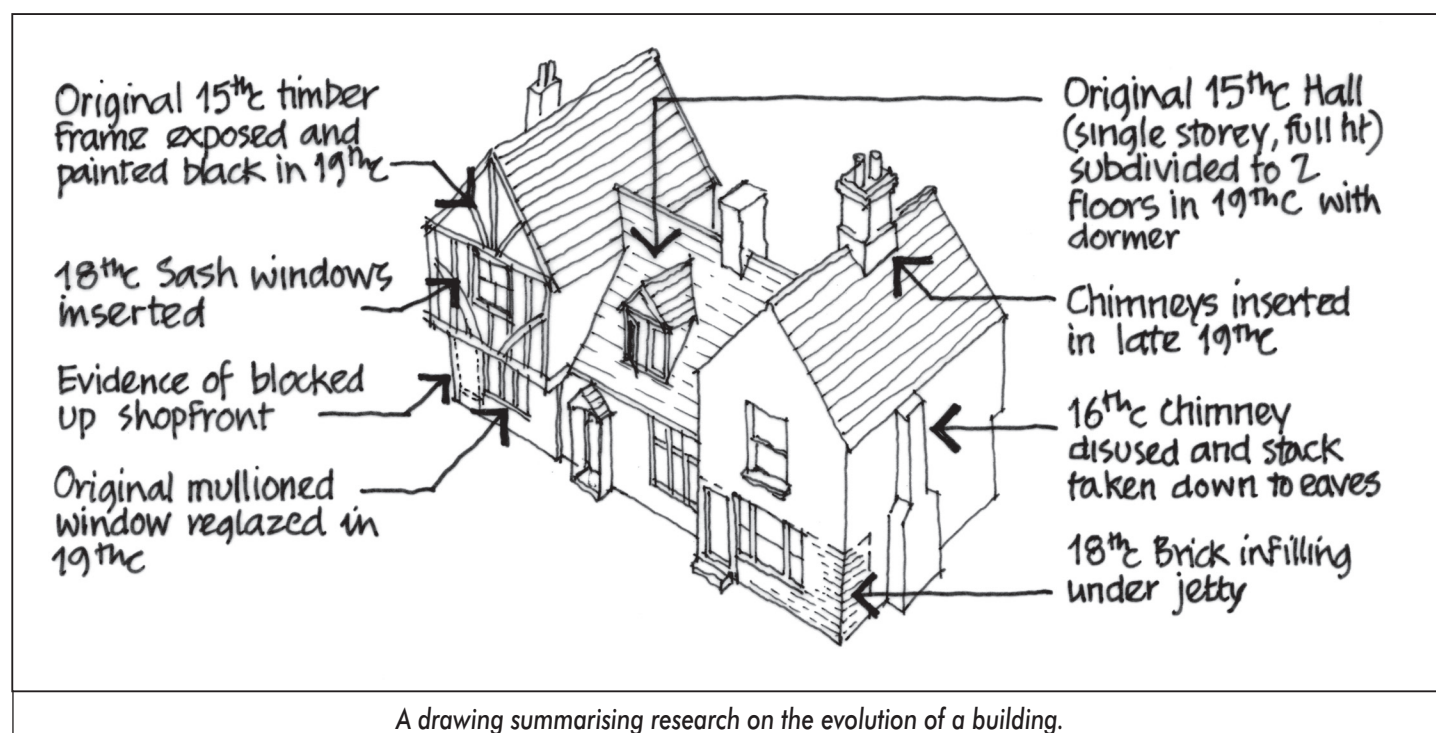 Original 15thc timber
frame exposed and
painted black in 19thc
18thc Sash windows
inserted
Evidence of blocked
up shopfront
Original mullioned
window reglazed in
19thc
Original 15thc Hall
(single storey, full ht)
subdivided to 2
floors in 19thc with
dormer
Chimneys inserted
in late 19thc
16thc chimney
disused and stack
taken down to eaves
18thc Brick infilling
under jetty
A drawing summarising research on the evolution of a building.